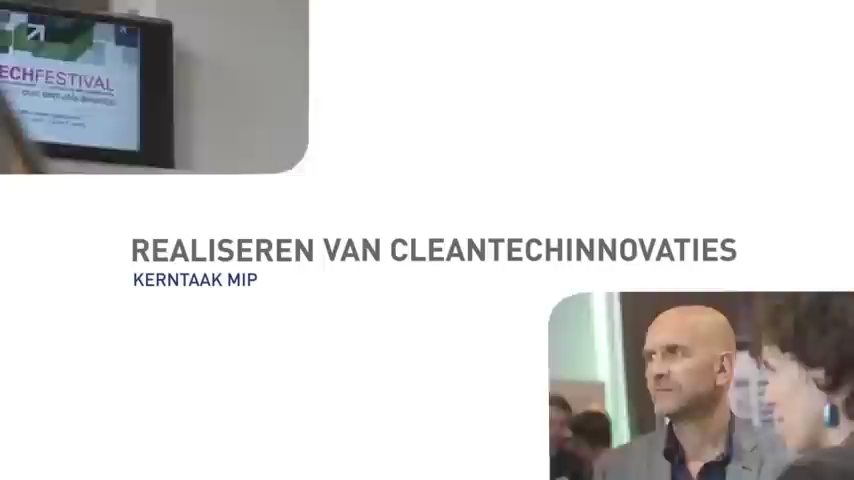 ECHFESTIVAL
REALISEREN VAN CLEANTECHINNOVATIES
KERNTAAK MIP